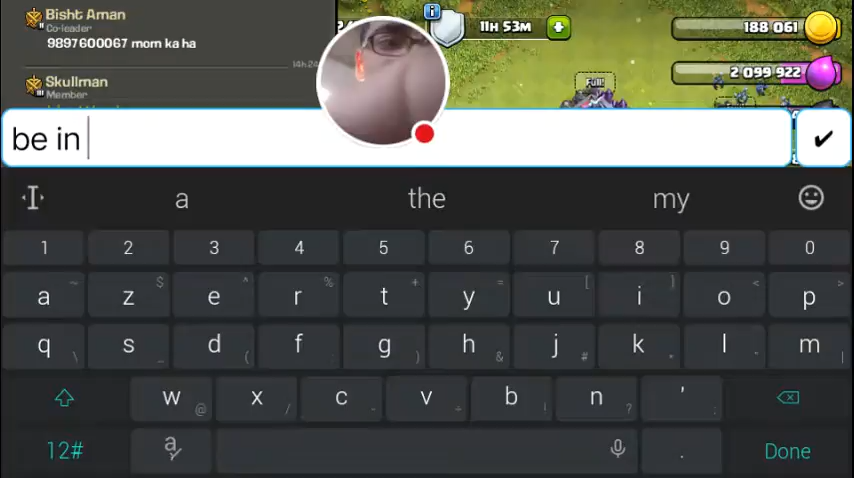 Bisht Aman
Co-leader
9897600067 mom ka ha
Skullman
Member
11H 53M
188 061
Full!
2 099 922
be in
a the my
1 2 3 4 5 6 7 8 9 0
a z e r t y u i o p
q s d f g h j k l m
w x c v b n '
12# .
Done